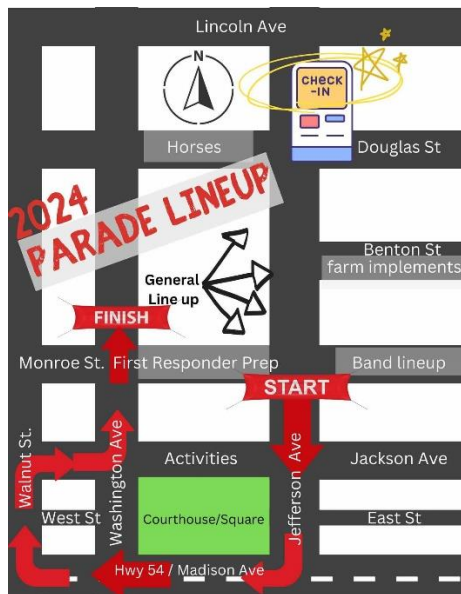 Lincoln Ave
N
CHECK
-IN
Horses
Douglas St
2024
PARADE LINEUP
Benton St
farm implements
General
Line up
FINISH
Monroe St.
First Responder Prep
Band lineup
START
Walnut St.
Washington Ave
Activities
Jefferson Ave
Jackson Ave
West St
Courthouse/Square
East St
Hwy 54 / Madison Ave